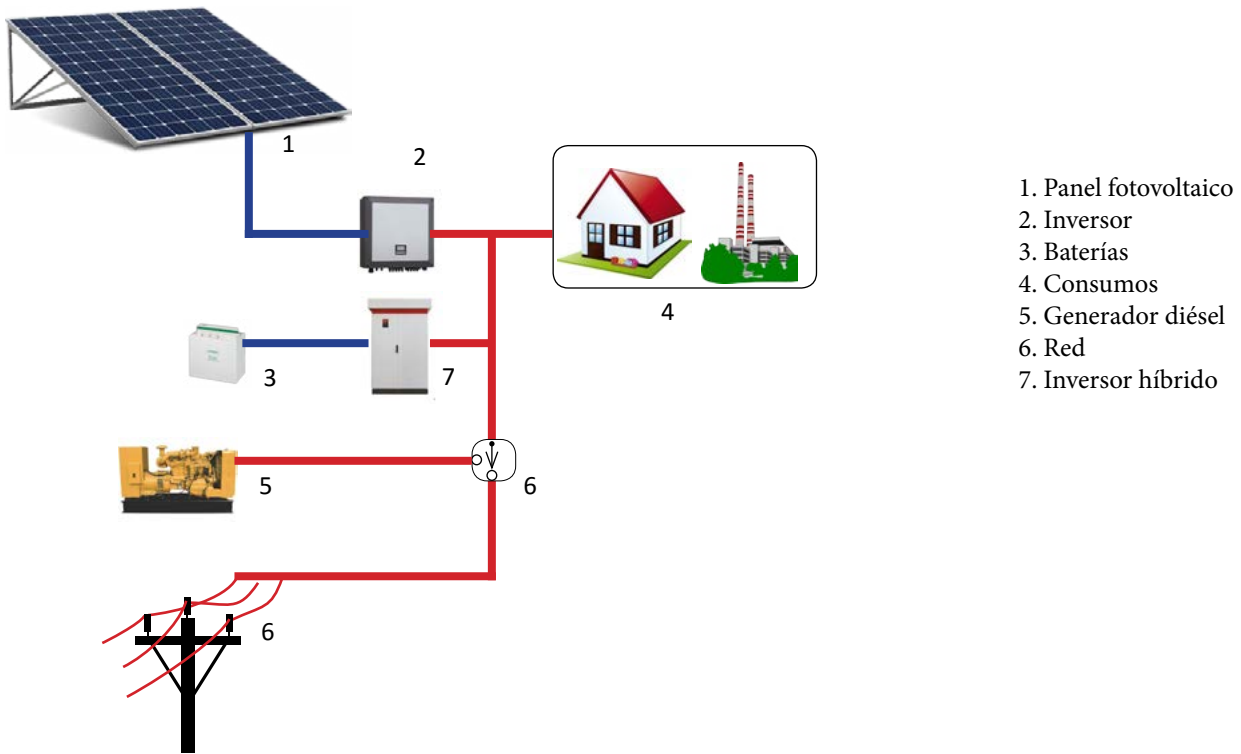 1
2
4
3
7
5
6
6
1. Panel fotovoltaico
2. Inversor
3. Baterías
4. Consumos
5. Generador diésel
6. Red
7. Inversor híbrido